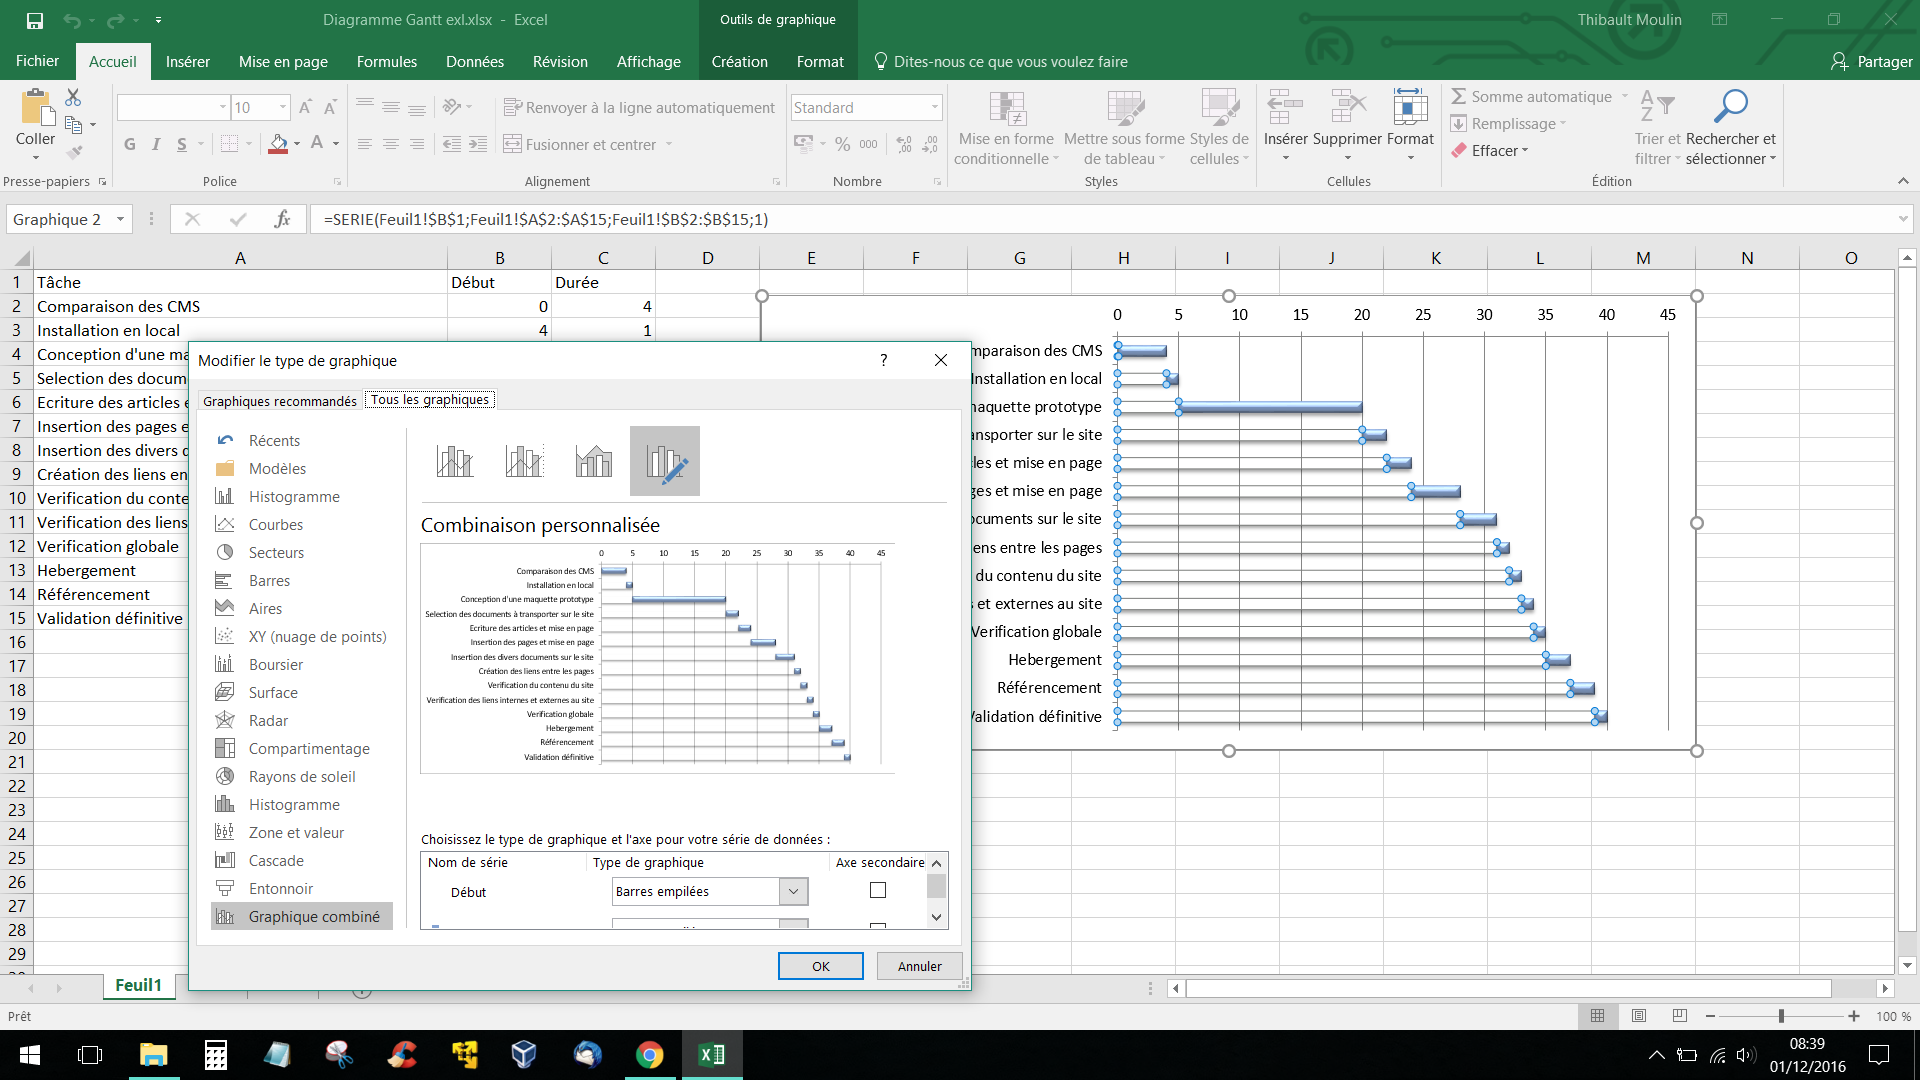 Diagramme Gantt exl.xlsx - Excel
Outils de graphique
Thibault Moulin
Fichier Accueil Insérer Mise en page Formules Données Révision Affichage Création Format Dites-nous ce que vous voulez faire Partager
Coller
Presse-papiers
10
G I S
Police
Renvoyer à la ligne automatiquement
Fusionner et centrer
Alignement
Standard
% 000
Nombre
Mise en forme conditionnelle
Mettre sous forme de tableau
Styles de cellules
Styles
Insérer Supprimer Format
Cellules
Somme automatique
Remplissage
Effacer
Trier et filtrer
Rechercher et sélectionner
Édition
Graphique 2
fx
=SERIE(Feuil1!$B$1;Feuil1!$A$2:$A$15;Feuil1!$B$2:$B$15;1)
A B C D E F G H I J K L M N O
1 Tâche Début Durée
2 Comparaison des CMS 0 4
3 Installation en local 4 1
4 Conception d'une ma
5 Selection des docum
6 Ecriture des articles e
7 Insertion des pages e
8 Insertion des divers d
9 Création des liens en
10 Verification du conte
11 Verification des liens
12 Verification globale
13 Hebergement
14 Référencement
15 Validation définitive
16
17
18
19
20
21
22
23
24
25
26
27
28
29
0 5 10 15 20 25 30 35 40 45
mparaison des CMS
Installation en local
naquette prototype
ansporter sur le site
cles et mise en page
ges et mise en page
ocuments sur le site
ens entre les pages
du contenu du site
s et externes au site
Verification globale
Hebergement
Référencement
Validation définitive
Modifier le type de graphique ?
Graphiques recommandés Tous les graphiques
Récents
Modèles
Histogramme
Courbes
Secteurs
Barres
Aires
XY (nuage de points)
Boursier
Surface
Radar
Compartimentage
Rayons de soleil
Histogramme
Zone et valeur
Cascade
Entonnoir
Graphique combiné
Combinaison personnalisée
0 5 10 15 20 25 30 35 40 45
Comparaison des CMS
Installation en local
Conception d'une maquette prototype
Selection des documents à transporter sur le site
Ecriture des articles et mise en page
Insertion des pages et mise en page
Insertion des divers documents sur le site
Création des liens entre les pages
Verification du contenu du site
Verification des liens internes et externes au site
Verification globale
Hebergement
Référencement
Validation définitive
Choisissez le type de graphique et l'axe pour votre série de données :
Nom de série Type de graphique Axe secondaire
Début Barres empilées
OK Annuler
Feuil1
Prêt
100 %
08:39
01/12/2016